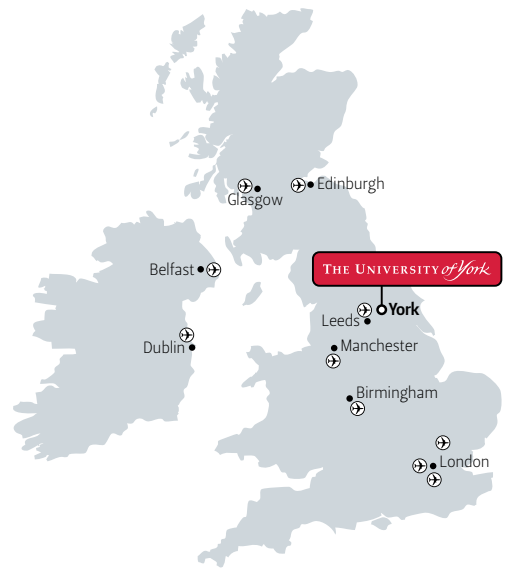 Edinburgh
Glasgow
Belfast
THE UNIVERSITY of York
York
Leeds
Dublin
Manchester
Birmingham
London